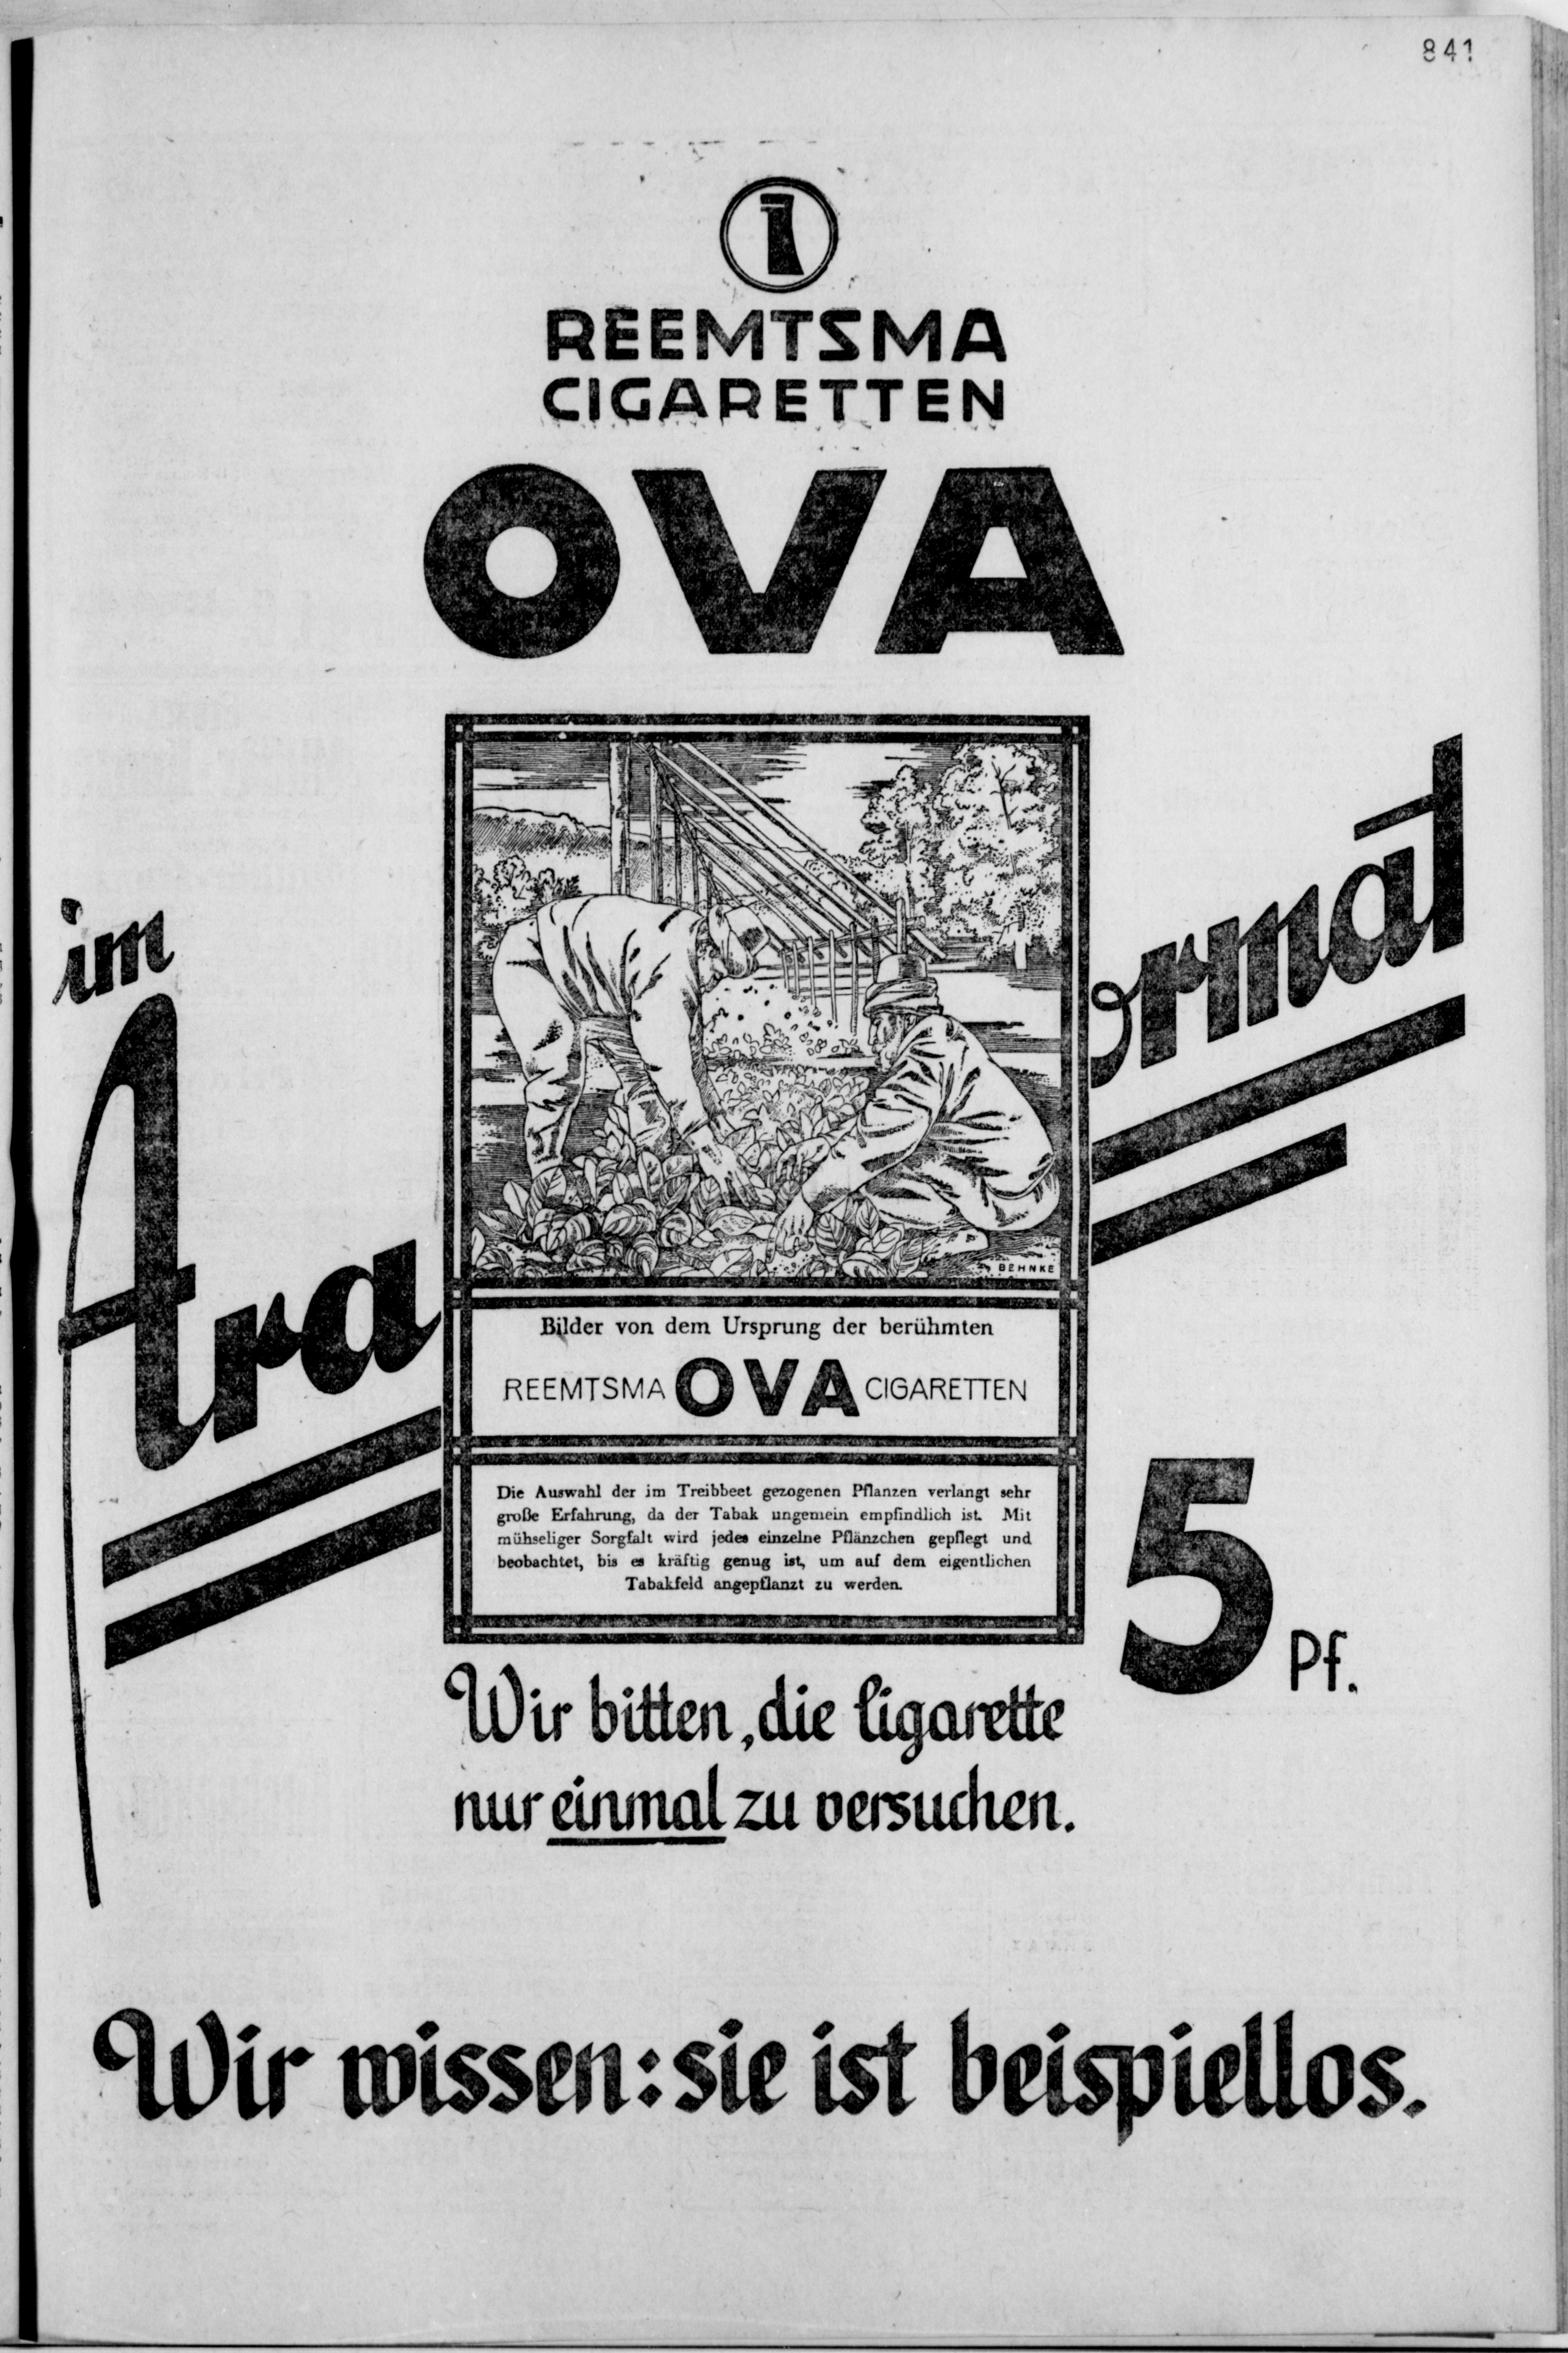 841
REEMTSMA
CIGARETTEN
OVA
im
Ara
ormat
BEHNKE
Bilder von dem Ursprung der berühmten
REEMTSMA OVA CIGARETTEN
Die Auswahl der im Treibbeet gezogenen Pflanzen verlangt sehr
große Erfahrung, da der Tabak ungemein empfindlich ist. Mit
mühseliger Sorgfalt wird jedes einzelne Pflänzchen gepflegt und
beobachtet, bis es kräftig genug ist, um auf dem eigentlichen
Tabakfeld angepflanzt zu werden.
5 Pf.
Wir bitten, die Cigarette
nur einmal zu versuchen.
Wir wissen: sie ist beispiellos.